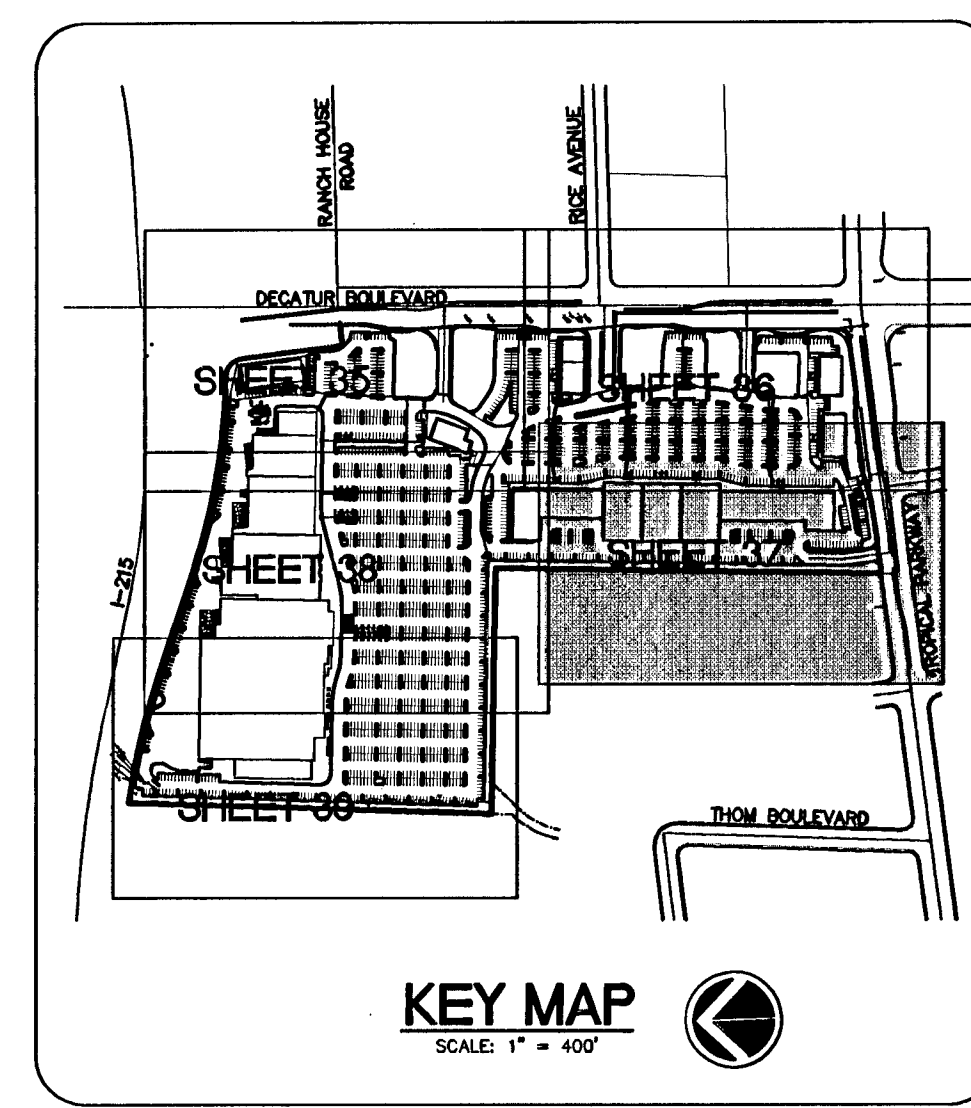 RANCH HOUSE
ROAD
RICE AVENUE
DECATUR BOULEVARD
SHEET 35
SHEET 36
I-215
SHEET 38
SHEET 37
TROPICAL PARKWAY
SHEET 39
THOM BOULEVARD
KEY MAP
SCALE: 1" = 400'